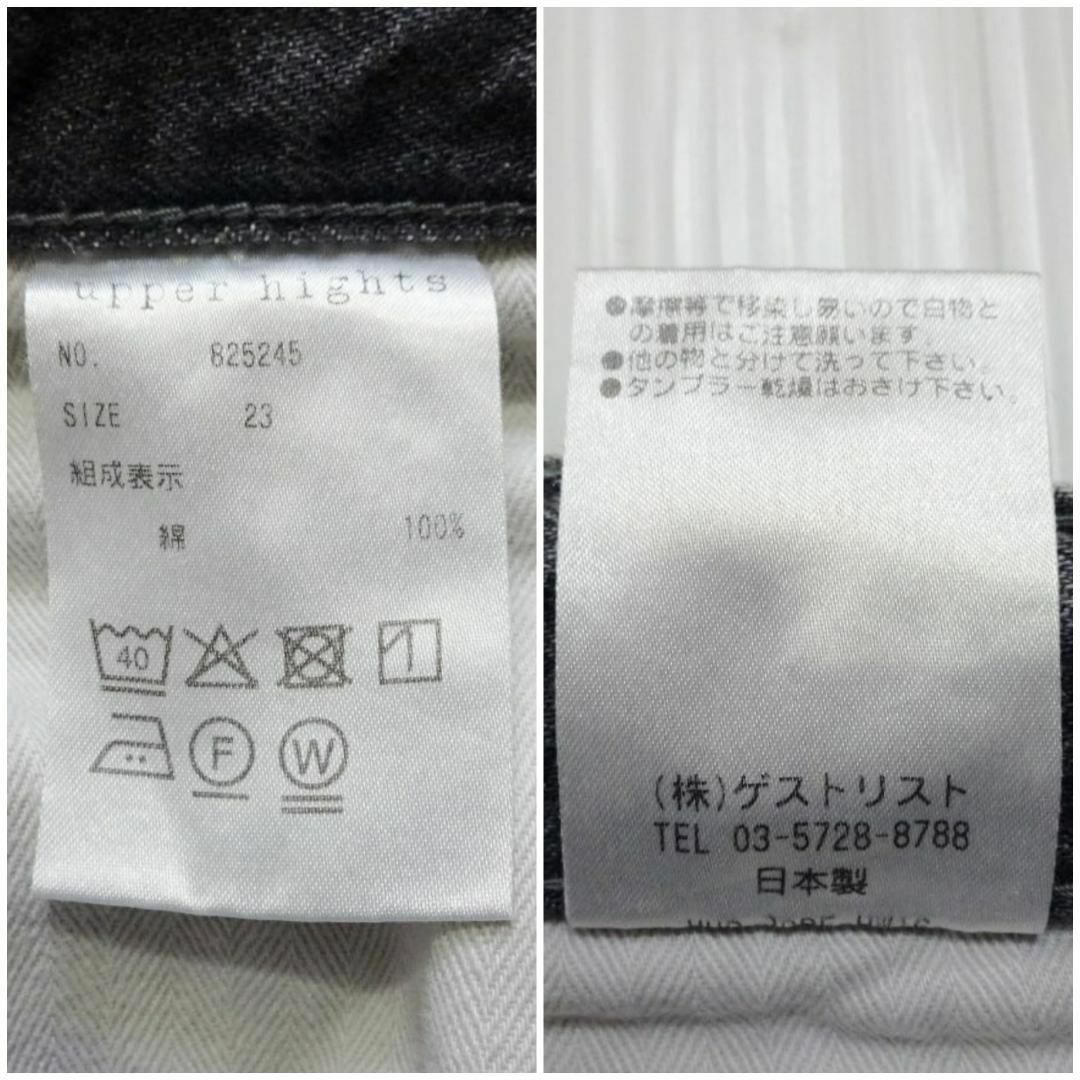 upper hights
NO. 825245
SIZE 23
組成表示
綿 100%
40
F W
●摩擦等で移染し易いので白物と
の着用はご注意願います。
●他の物と分けて洗って下さい。
●タンブラー乾燥はおさけ下さい。
(株)ゲストリスト
TEL 03-5728-8788
日本製